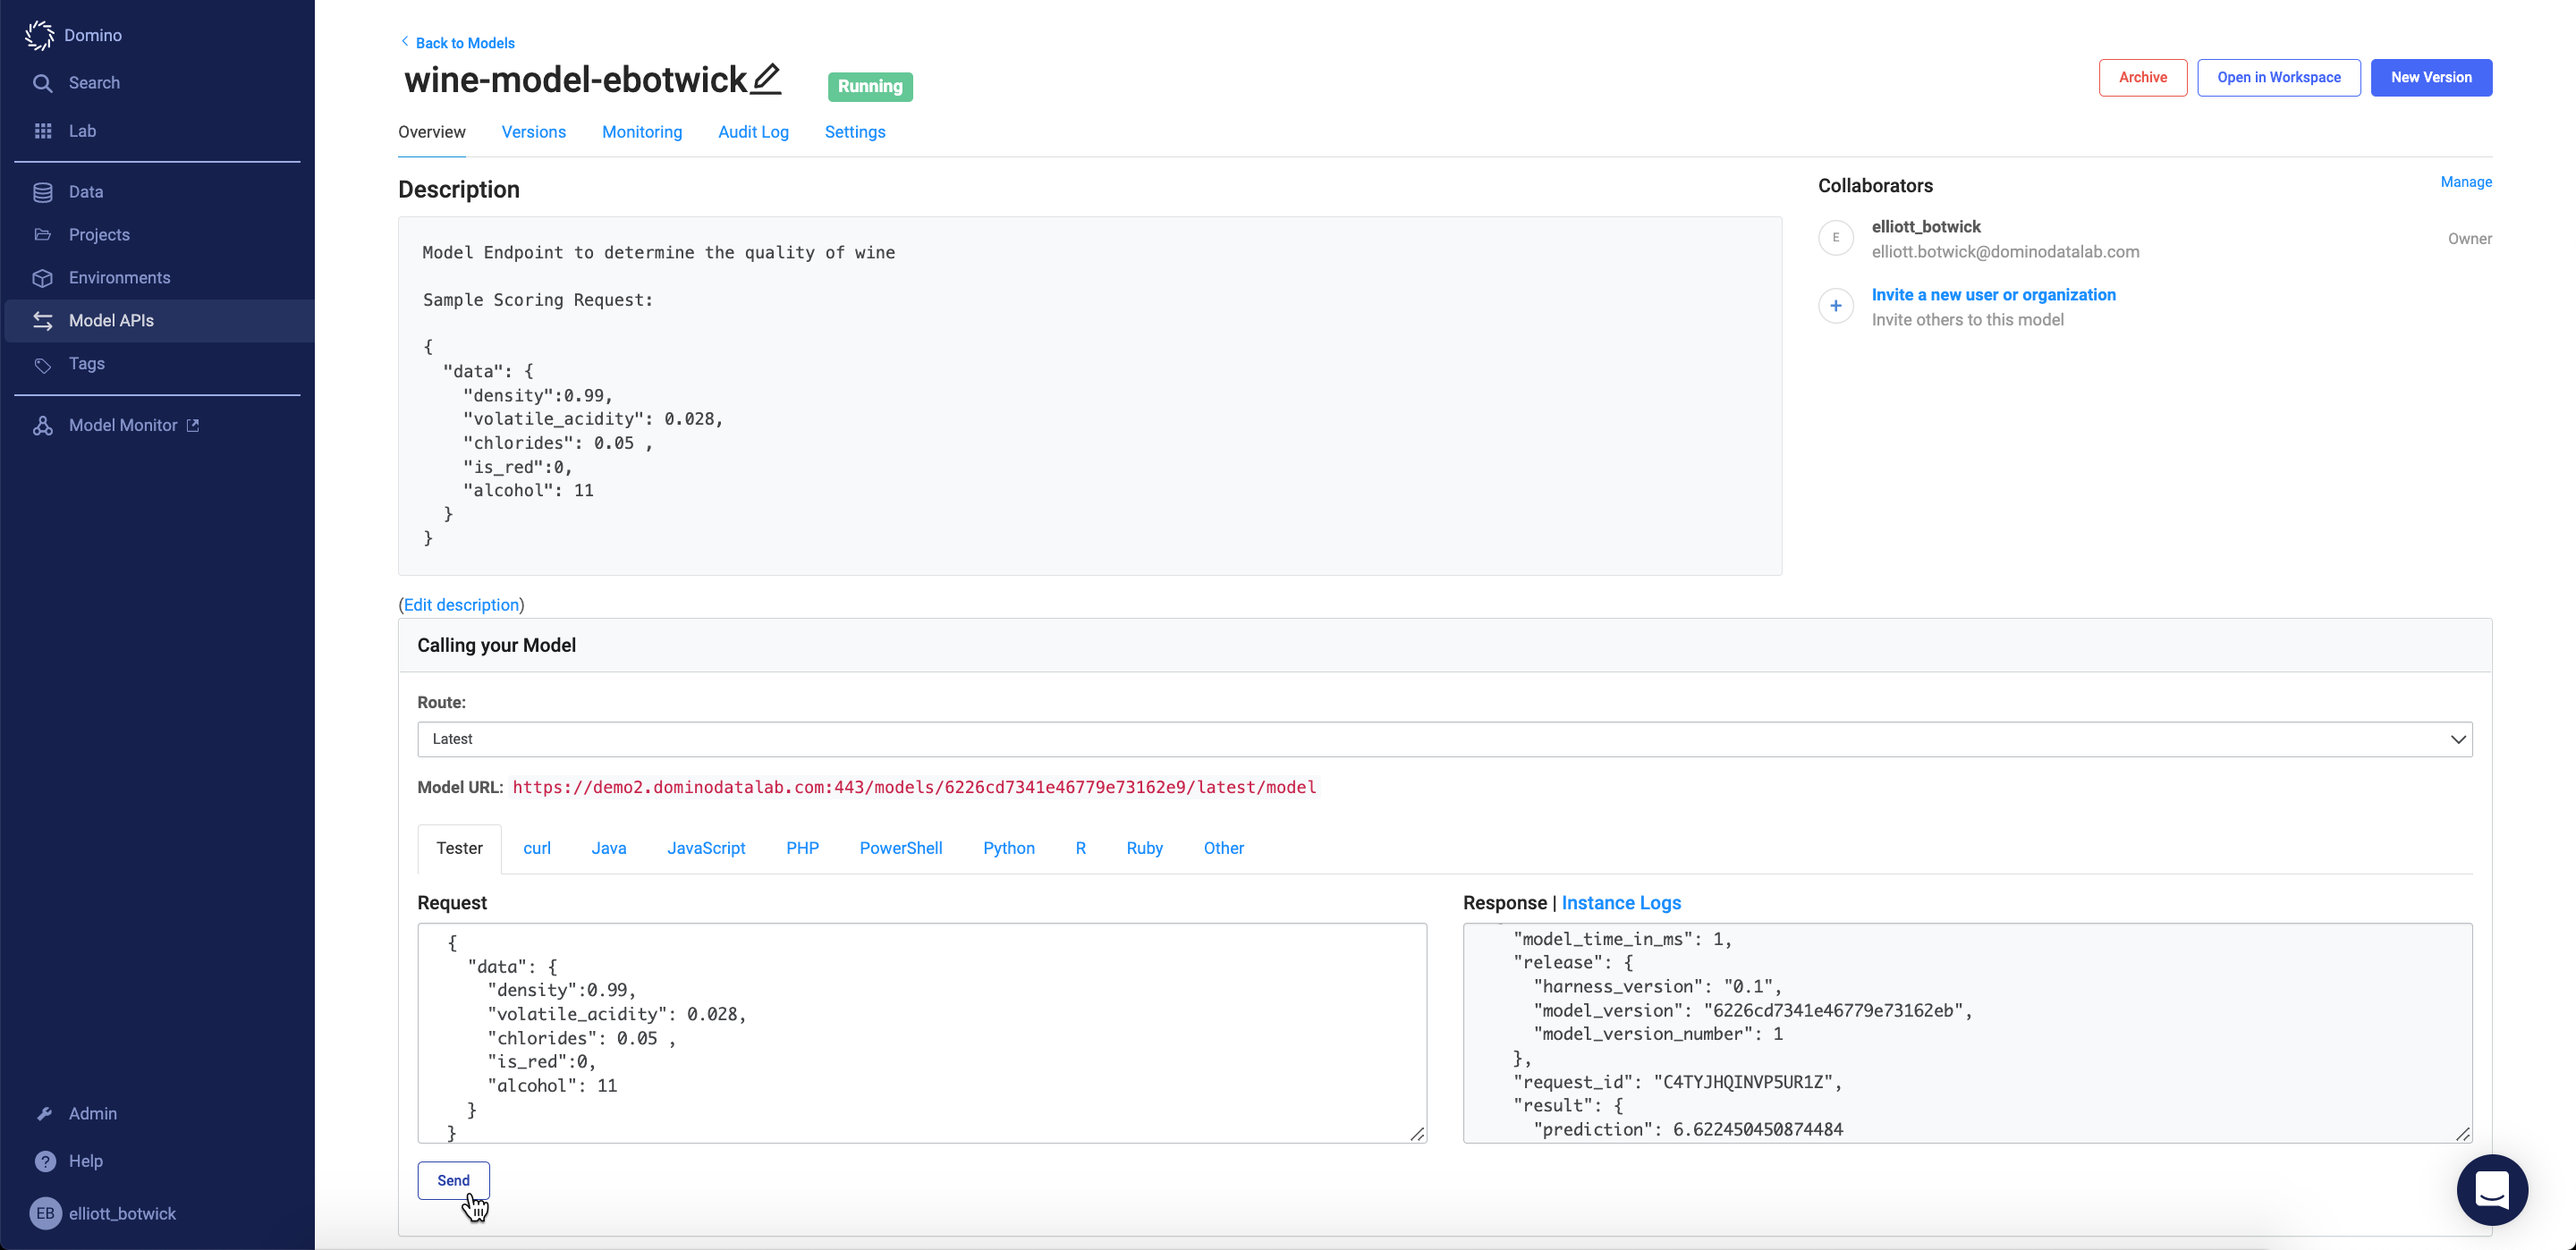 Domino
Search
Lab
Data
Projects
Environments
Model APIs
Tags
Model Monitor
Admin
? Help
EB elliott_botwick
Back to Models
wine-model-ebotwick
Running
Archive
Open in Workspace
New Version
Overview Versions Monitoring Audit Log Settings
Description
Model Endpoint to determine the quality of wine
Sample Scoring Request:
{
"data": {
"density":0.99,
"volatile_acidity": 0.028,
"chlorides": 0.05 ,
"is_red":0,
"alcohol": 11
}
}
(Edit description)
Collaborators
Manage
E
elliott_botwick
elliott.botwick@dominodatalab.com
Owner
+
Invite a new user or organization
Invite others to this model
Calling your Model
Route:
Latest
Model URL: https://demo2.dominodatalab.com:443/models/6226cd7341e46779e73162e9/latest/model
Tester curl Java JavaScript PHP PowerShell Python R Ruby Other
Request
{
"data": {
"density":0.99,
"volatile_acidity": 0.028,
"chlorides": 0.05 ,
"is_red":0,
"alcohol": 11
}
}
Send
Response | Instance Logs
"model_time_in_ms": 1,
"release": {
"harness_version": "0.1",
"model_version": "6226cd7341e46779e73162eb",
"model_version_number": 1
},
"request_id": "C4TYJHQINVP5UR1Z",
"result": {
"prediction": 6.622450450874484